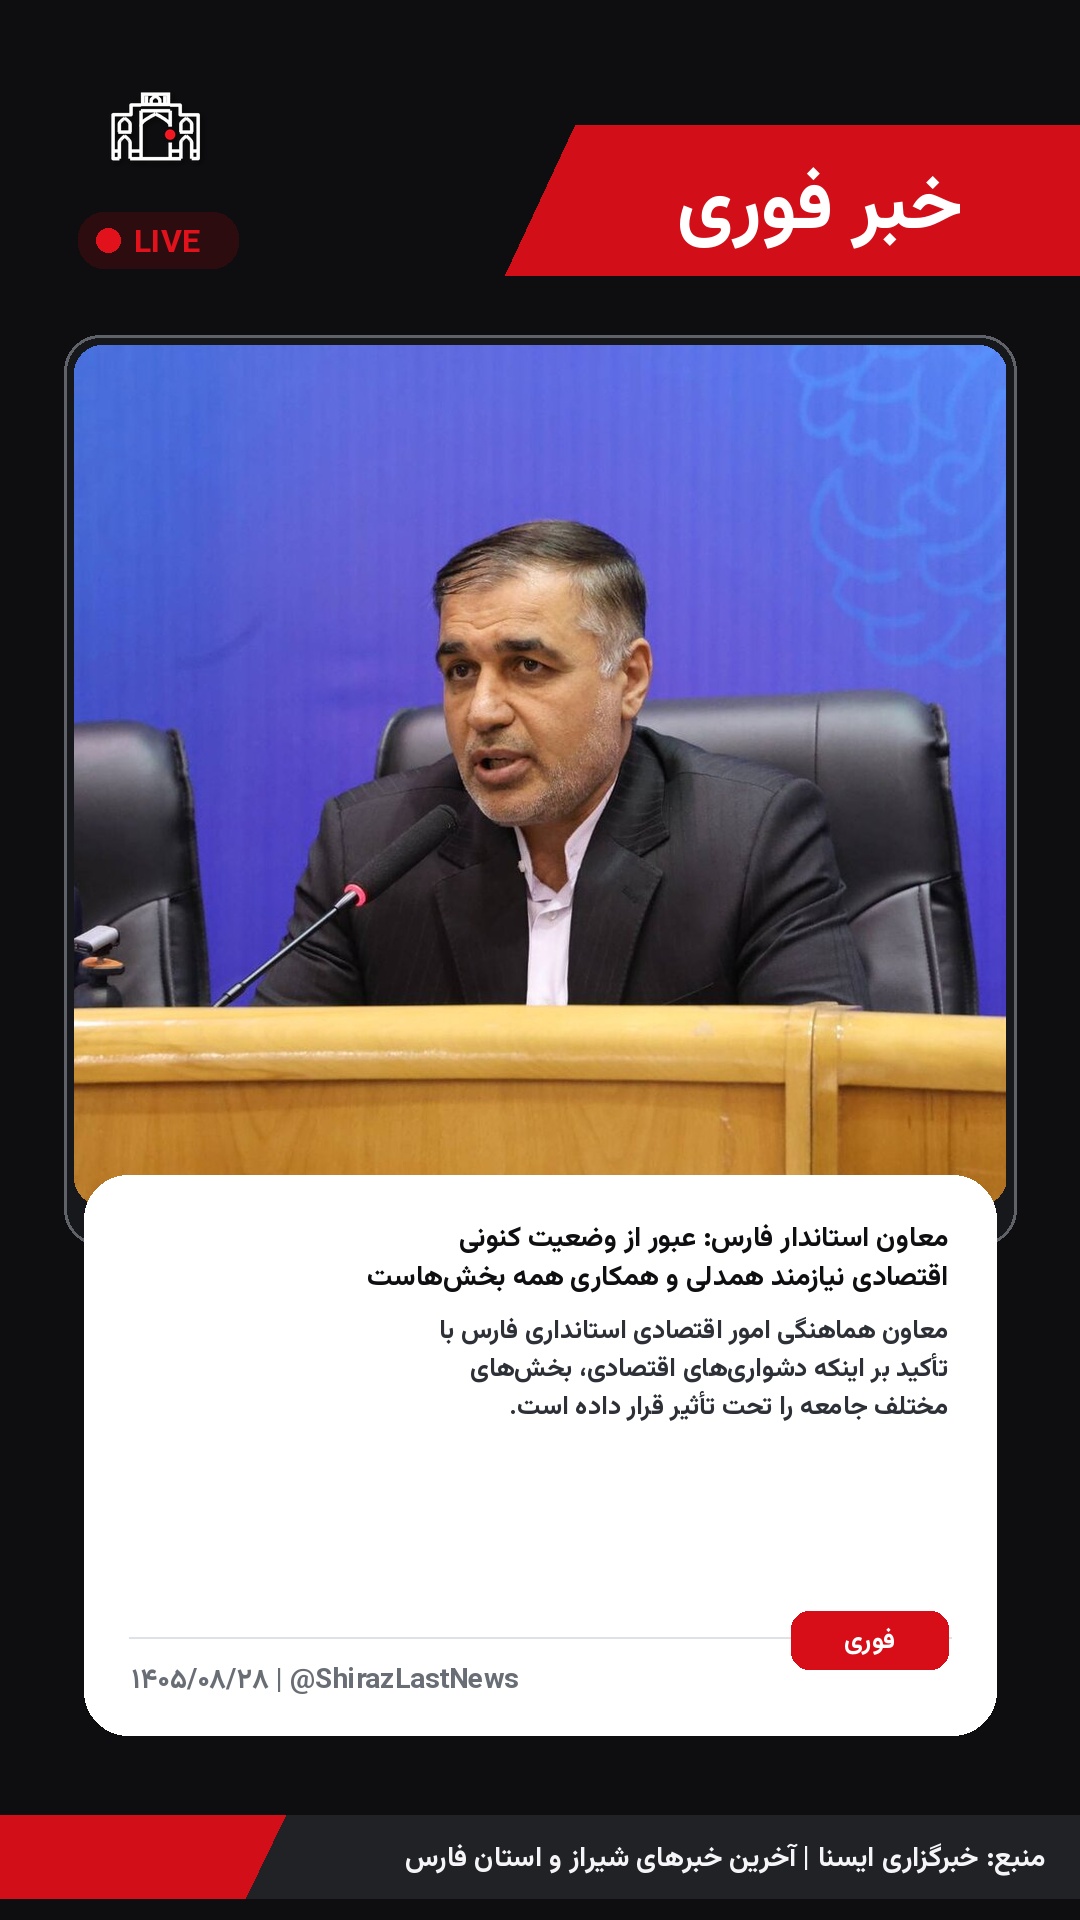 خبر فوری
LIVE
معاون استاندار فارس: عبور از وضعیت کنونی
اقتصادی نیازمند همدلی و همکاری همه بخش‌هاست
معاون هماهنگی امور اقتصادی استانداری فارس با
تأکید بر اینکه دشواری‌های اقتصادی، بخش‌های
مختلف جامعه را تحت تأثیر قرار داده است.
فوری
۱۴۰۵/۰۸/۲۸ | @ShirazLastNews
منبع: خبرگزاری ایسنا | آخرین خبرهای شیراز و استان فارس